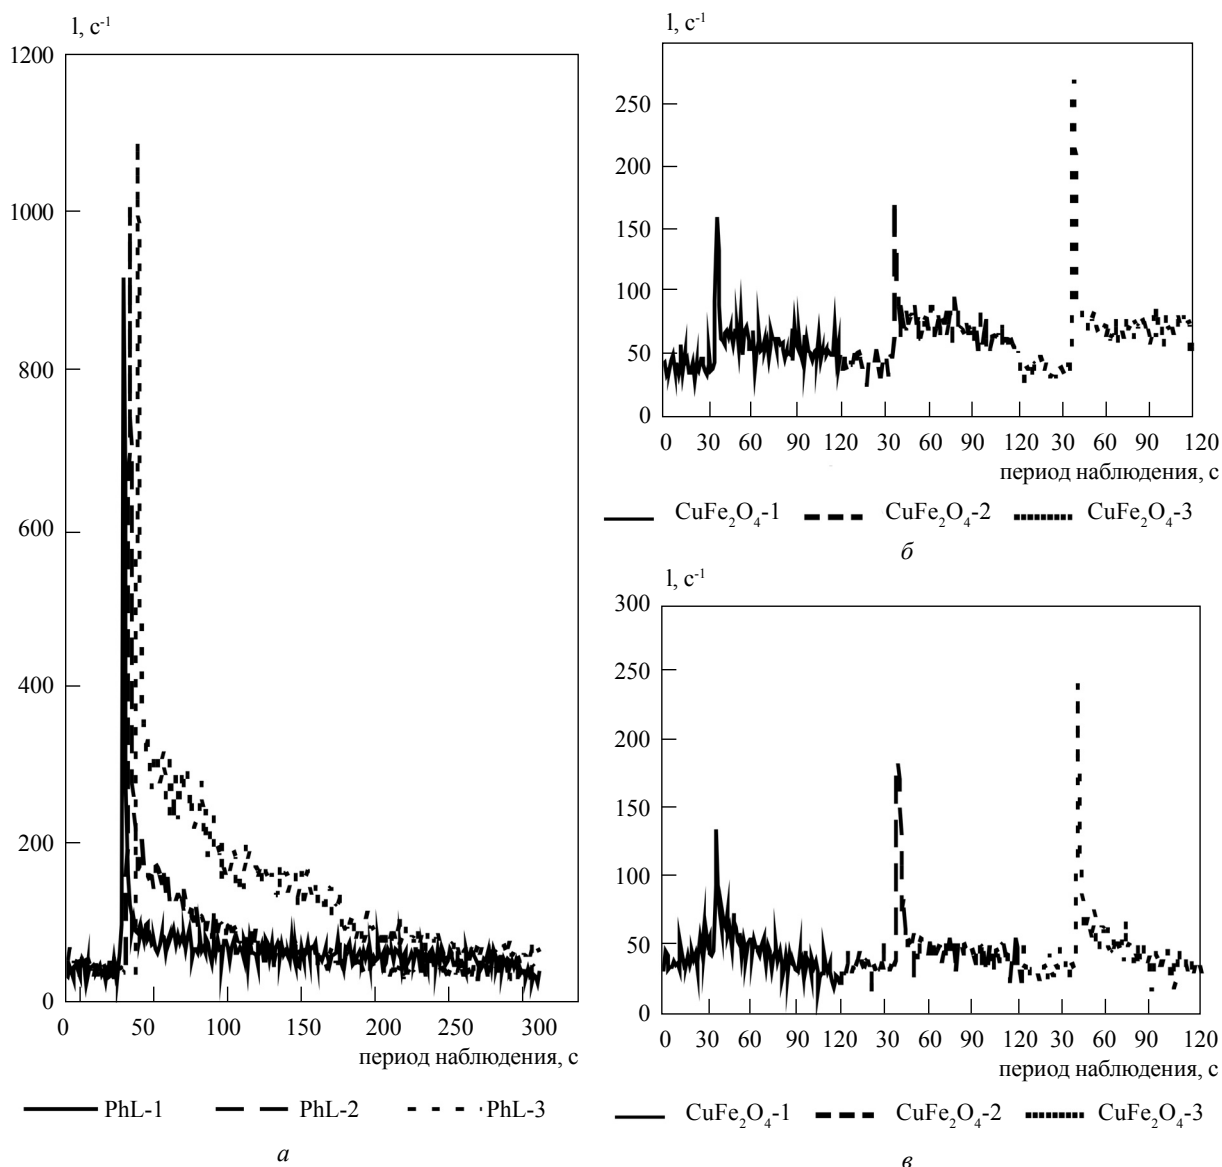 l, c⁻¹
1200
1000
800
600
400
200
0
0 50 100 150 200 250 300
период наблюдения, с
PhL-1 PhL-2 PhL-3
а
l, c⁻¹
250
200
150
100
50
0
0 30 60 90 120 30 60 90 120 30 60 90 120
период наблюдения, с
CuFe₂O₄-1 CuFe₂O₄-2 CuFe₂O₄-3
б
l, c⁻¹
300
250
200
150
100
50
0
0 30 60 90 120 30 60 90 120 30 60 90 120
период наблюдения, с
CuFe₂O₄-1 CuFe₂O₄-2 CuFe₂O₄-3
в